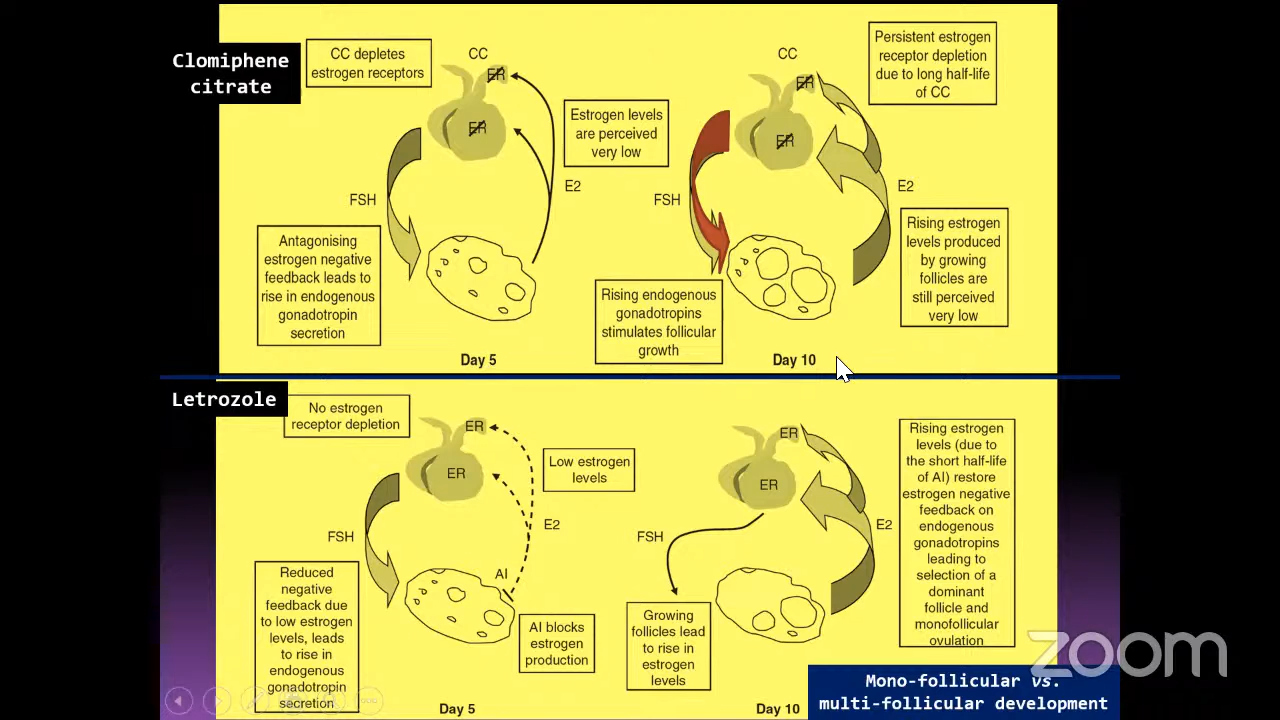 Clomiphene
citrate
CC depletes
estrogen receptors
CC
ER
ER
Estrogen levels
are perceived
very low
FSH
E2
Antagonising
estrogen negative
feedback leads to
rise in endogenous
gonadotropin
secretion
Day 5
CC
ER
ER
Persistent estrogen
receptor depletion
due to long half-life
of CC
FSH
E2
Rising estrogen
levels produced
by growing
follicles are
still perceived
very low
Rising endogenous
gonadotropins
stimulates follicular
growth
Day 10
Letrozole
No estrogen
receptor depletion
ER
ER
Low estrogen
levels
FSH
E2
AI
Reduced
negative
feedback due
to low estrogen
levels, leads
to rise in
endogenous
gonadotropin
secretion
AI blocks
estrogen
production
Day 5
ER
ER
FSH
E2
Rising estrogen
levels (due to
the short half-life
of AI) restore
estrogen negative
feedback on
endogenous
gonadotropins
leading to
selection of a
dominant
follicle and
monofollicular
ovulation
Growing
follicles lead
to rise in
estrogen
levels
Day 10
zoom
Mono-follicular vs.
multi-follicular development